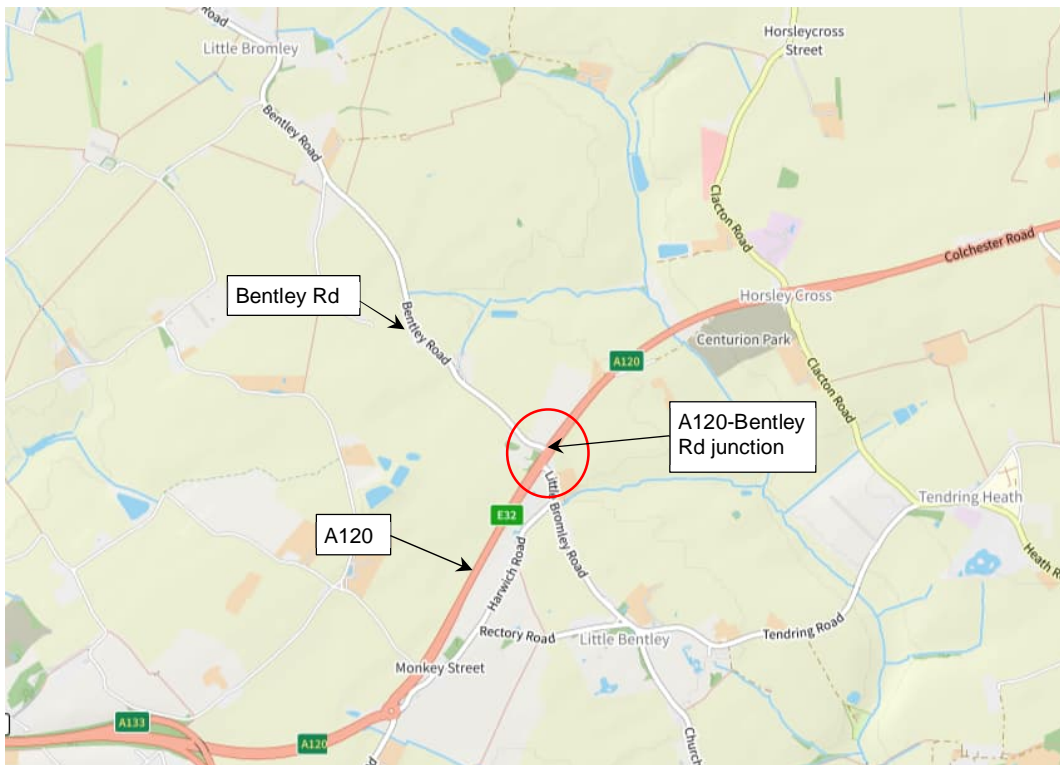 Road
Little Bromley
Horsleycross
Street
Bentley Road
Clacton Road
Colchester Road
Bentley Rd
Bentley Road
Horsley Cross
Centurion Park
A120
Clacton Road
A120-Bentley
Rd junction
Tendring Heath
Little Bromley Road
E32
A120
Heath R
Harwich Road
Rectory Road
Little Bentley
Tendring Road
Monkey Street
A133
A120
Road
Church